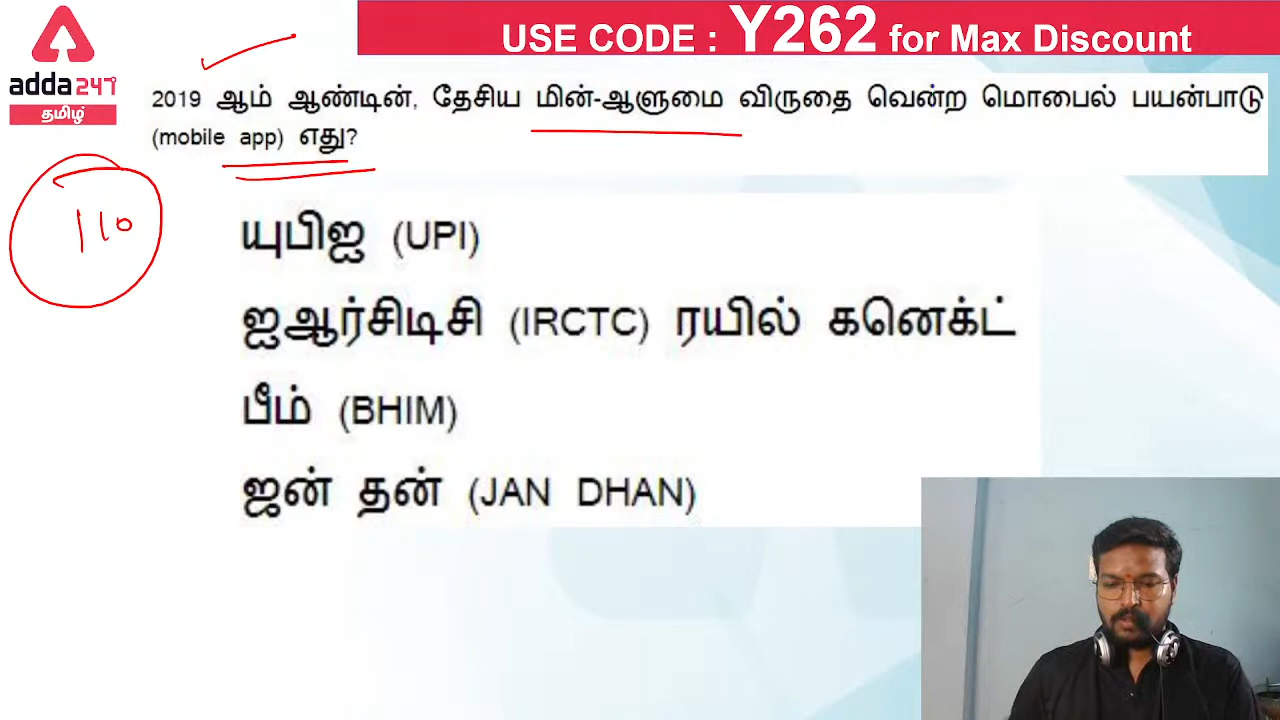 USE CODE : Y262 for Max Discount
adda247
தமிழ்
2019 ஆம் ஆண்டின், தேசிய மின்-ஆளுமை விருதை வென்ற மொபைல் பயன்பாடு
(mobile app) எது?
110
யுபிஐ (UPI)
ஐஆர்சிடிசி (IRCTC) ரயில் கனெக்ட்
பீம் (BHIM)
ஜன் தன் (JAN DHAN)